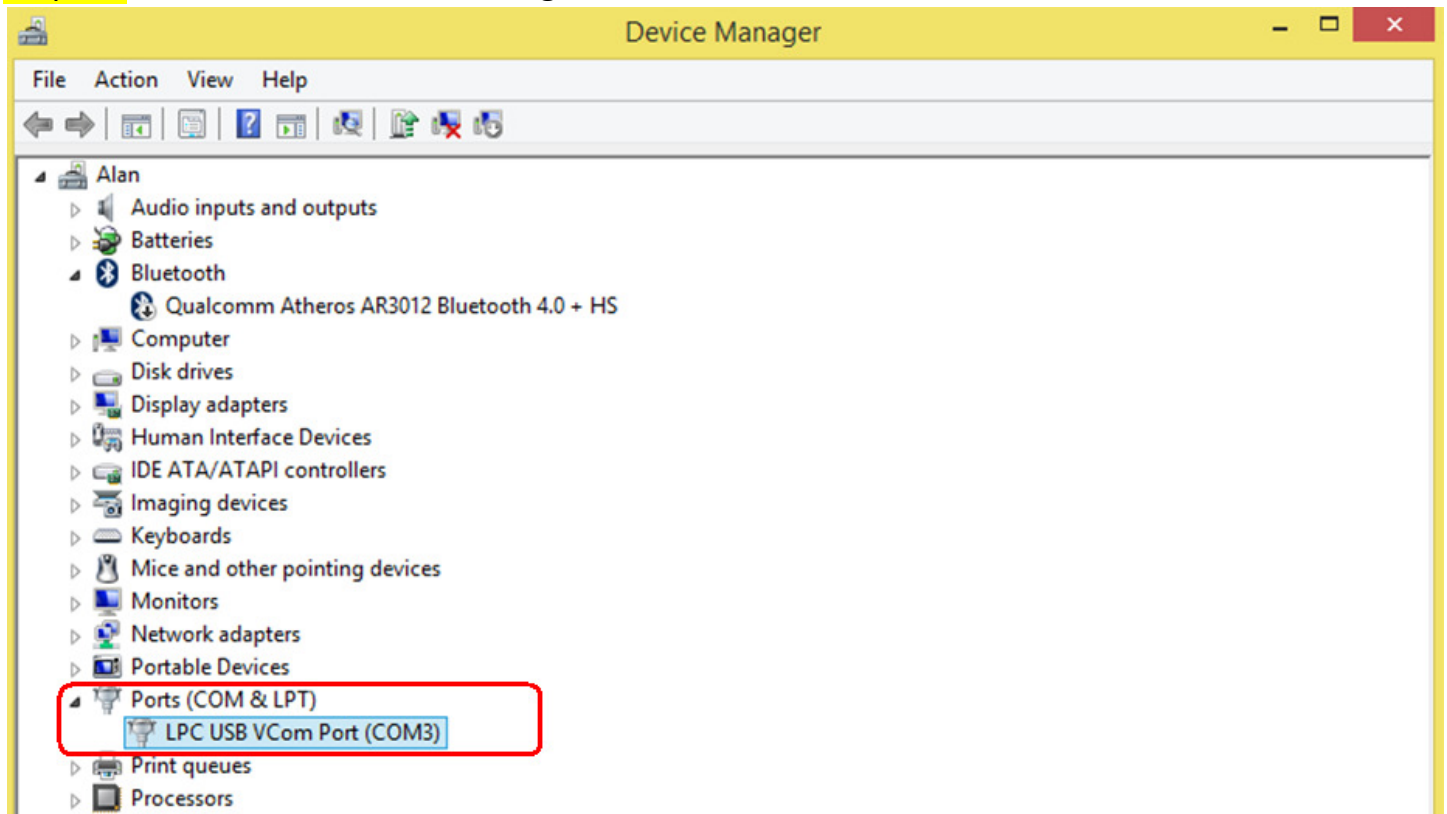 Device Manager
File Action View Help
Alan
Audio inputs and outputs
Batteries
Bluetooth
Qualcomm Atheros AR3012 Bluetooth 4.0 + HS
Computer
Disk drives
Display adapters
Human Interface Devices
IDE ATA/ATAPI controllers
Imaging devices
Keyboards
Mice and other pointing devices
Monitors
Network adapters
Portable Devices
Ports (COM & LPT)
LPC USB VCom Port (COM3)
Print queues
Processors